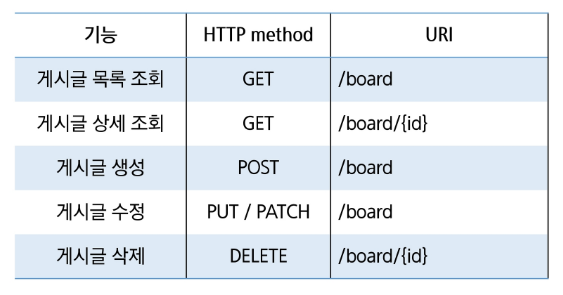 기능 HTTP method URI
게시글 목록 조회 GET /board
게시글 상세 조회 GET /board/{id}
게시글 생성 POST /board
게시글 수정 PUT / PATCH /board
게시글 삭제 DELETE /board/{id}